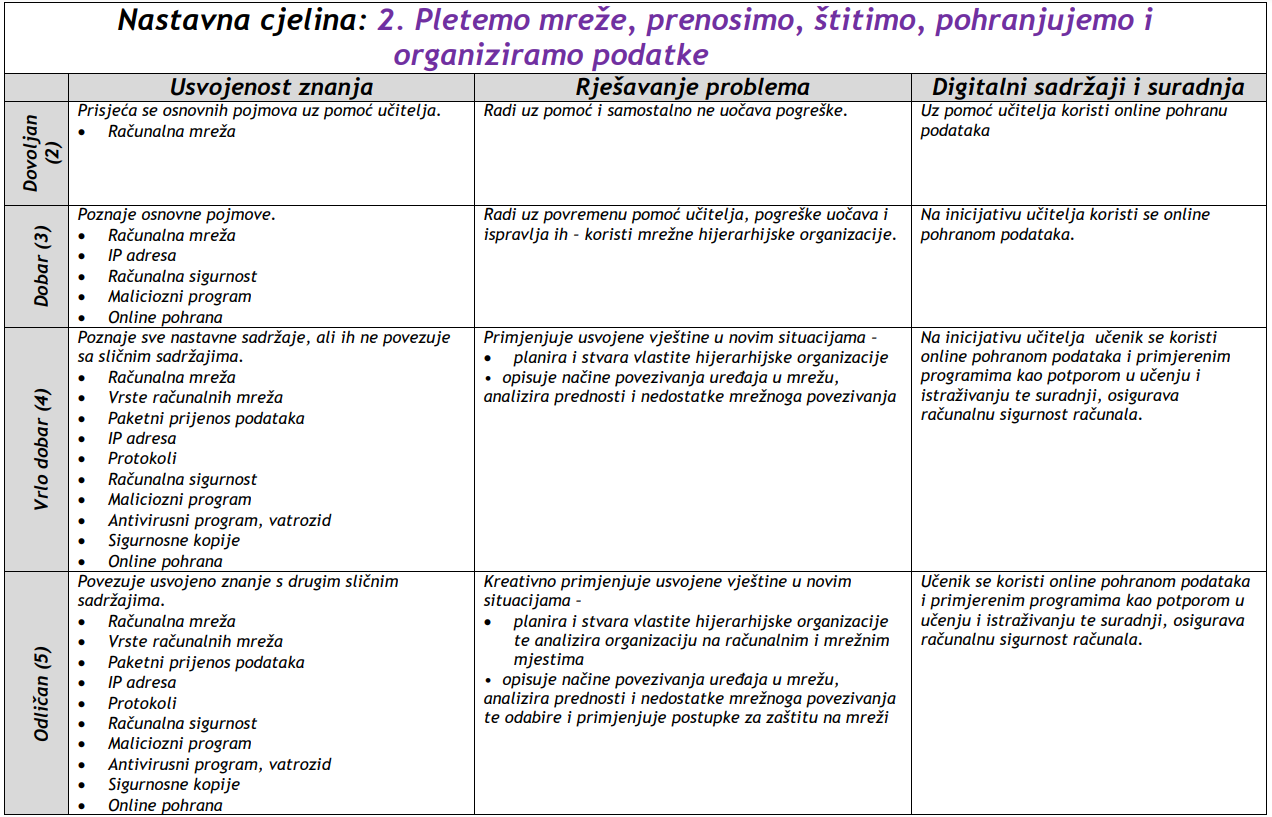 Nastavna cjelina: 2. Pletemo mreže, prenosimo, štitimo, pohranjujemo i
organiziramo podatke
Usvojenost znanja
Rješavanje problema
Digitalni sadržaji i suradnja
Dovoljan
(2)
Prisjeća se osnovnih pojmova uz pomoć učitelja.
• Računalna mreža
Radi uz pomoć i samostalno ne uočava pogreške.
Uz pomoć učitelja koristi online pohranu
podataka
Dobar (3)
Poznaje osnovne pojmove.
• Računalna mreža
• IP adresa
• Računalna sigurnost
• Maliciozni program
• Online pohrana
Radi uz povremenu pomoć učitelja, pogreške uočava i
ispravlja ih – koristi mrežne hijerarhijske organizacije.
Na inicijativu učitelja koristi se online
pohranom podataka.
Vrlo dobar (4)
Poznaje sve nastavne sadržaje, ali ih ne povezuje
sa sličnim sadržajima.
• Računalna mreža
• Vrste računalnih mreža
• Paketni prijenos podataka
• IP adresa
• Protokoli
• Računalna sigurnost
• Maliciozni program
• Antivirusni program, vatrozid
• Sigurnosne kopije
• Online pohrana
Primjenjuje usvojene vještine u novim situacijama –
• planira i stvara vlastite hijerarhijske organizacije
• opisuje načine povezivanja uređaja u mrežu,
analizira prednosti i nedostatke mrežnoga povezivanja
Na inicijativu učitelja učenik se koristi
online pohranom podataka i primjerenim
programima kao potporom u učenju i
istraživanju te suradnji, osigurava
računalnu sigurnost računala.
Odličan (5)
Povezuje usvojeno znanje s drugim sličnim
sadržajima.
• Računalna mreža
• Vrste računalnih mreža
• Paketni prijenos podataka
• IP adresa
• Protokoli
• Računalna sigurnost
• Maliciozni program
• Antivirusni program, vatrozid
• Sigurnosne kopije
• Online pohrana
Kreativno primjenjuje usvojene vještine u novim
situacijama –
• planira i stvara vlastite hijerarhijske organizacije
te analizira organizaciju na računalnim i mrežnim
mjestima
• opisuje načine povezivanja uređaja u mrežu,
analizira prednosti i nedostatke mrežnoga povezivanja
te odabire i primjenjuje postupke za zaštitu na mreži
Učenik se koristi online pohranom podataka
i primjerenim programima kao potporom u
učenju i istraživanju te suradnji, osigurava
računalnu sigurnost računala.